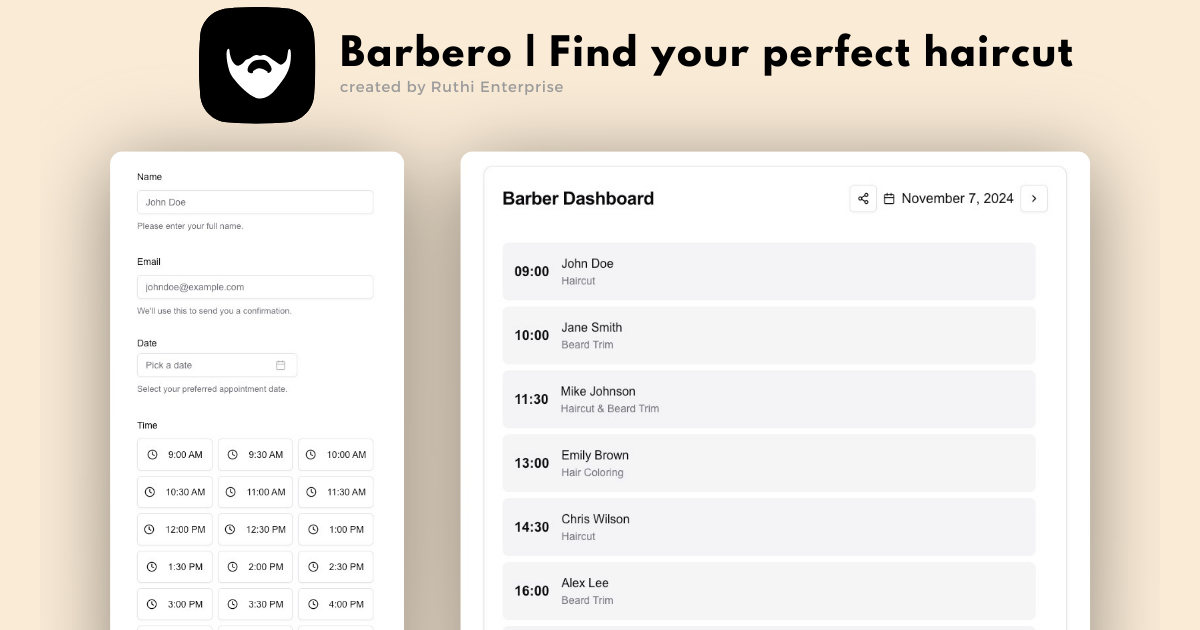 Barbero | Find your perfect haircut
created by Ruthi Enterprise
Name
John Doe
Please enter your full name.
Email
johndoe@example.com
We'll use this to send you a confirmation.
Date
Pick a date
Select your preferred appointment date.
Time
9:00 AM 9:30 AM 10:00 AM
10:30 AM 11:00 AM 11:30 AM
12:00 PM 12:30 PM 1:00 PM
1:30 PM 2:00 PM 2:30 PM
3:00 PM 3:30 PM 4:00 PM
Barber Dashboard
November 7, 2024
09:00
John Doe
Haircut
10:00
Jane Smith
Beard Trim
11:30
Mike Johnson
Haircut & Beard Trim
13:00
Emily Brown
Hair Coloring
14:30
Chris Wilson
Haircut
16:00
Alex Lee
Beard Trim